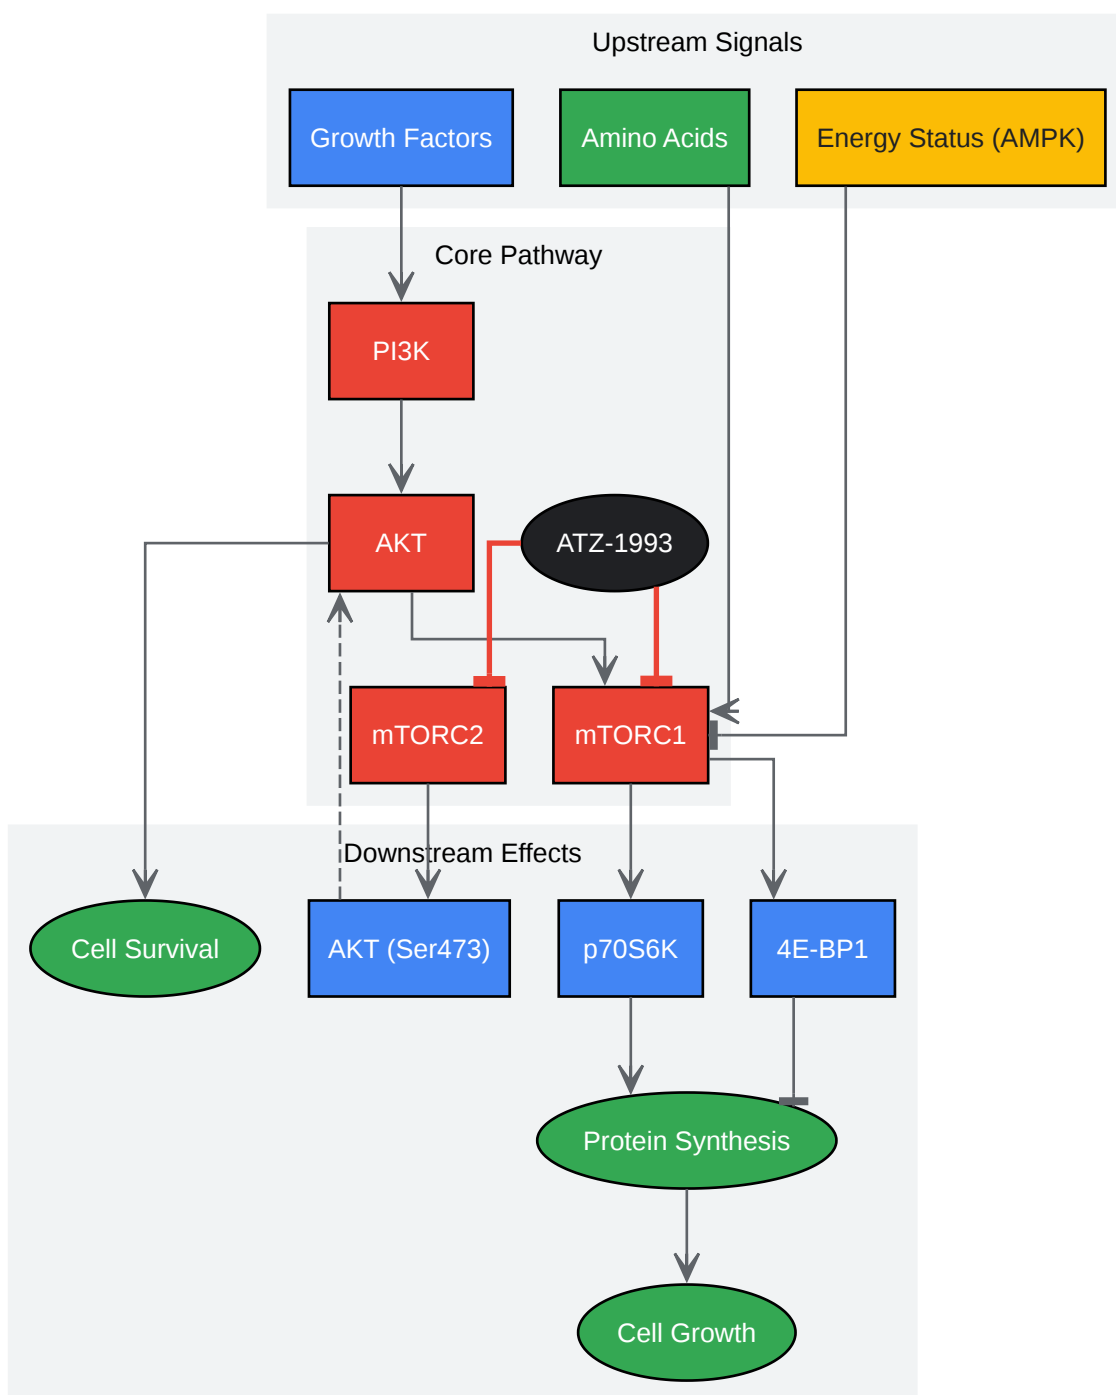 Upstream Signals
Growth Factors
Amino Acids
Energy Status (AMPK)
Core Pathway
PI3K
AKT
ATZ-1993
mTORC2
mTORC1
Downstream Effects
Cell Survival
AKT (Ser473)
p70S6K
4E-BP1
Protein Synthesis
Cell Growth